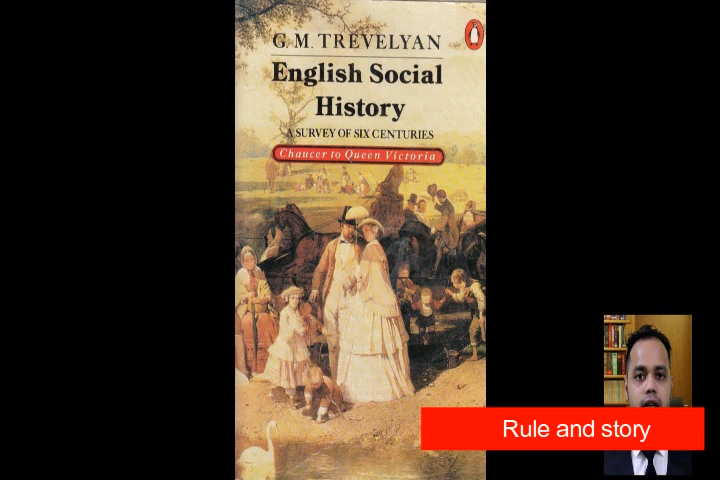 G. M. TREVELYAN
English Social
History
A SURVEY OF SIX CENTURIES
Chaucer to Queen Victoria
Rule and story